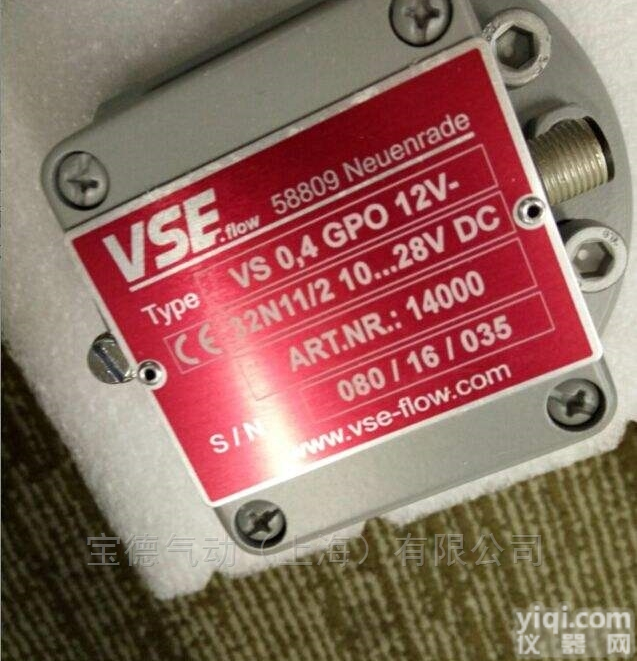 VSE.flow 58809 Neuenrade
Type VS 0,4 GPO 12V-
CE 32N11/2 10...28V DC
ART.NR.: 14000
S / N 080 / 16 / 035
www.vse-flow.com
宝德气动（上海）有限公司
yiqi.com
仪器网